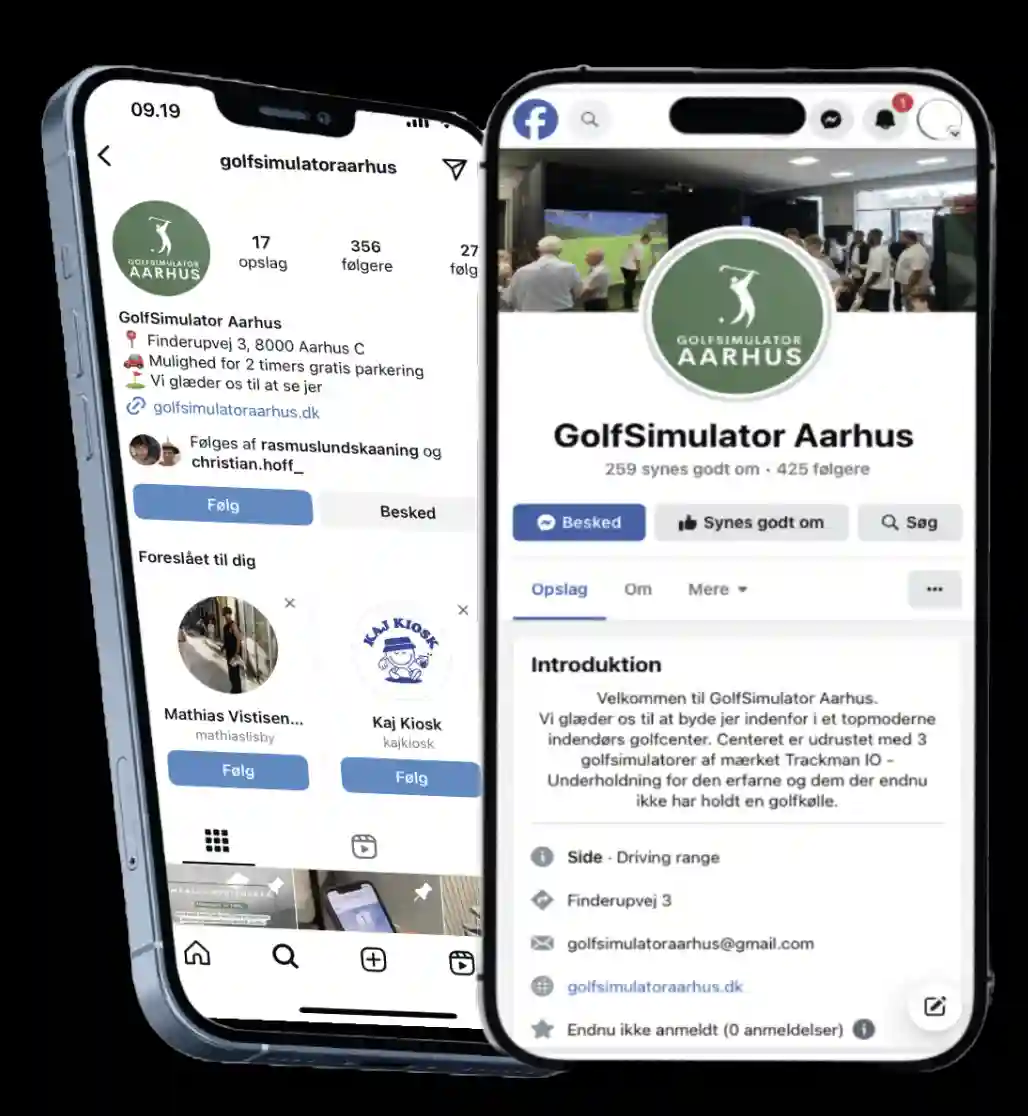 09.19
golfsimulatoraarhus
GOLFSIMULATOR
AARHUS
17
opslag
356
følgere
27
følg
GolfSimulator Aarhus
Finderupvej 3, 8000 Aarhus C
Mulighed for 2 timers gratis parkering
Vi glæder os til at se jer
golfsimulatoraarhus.dk
Følges af rasmuslundskaaning og
christian.hoff_
Følg
Besked
Foreslået til dig
Mathias Vistisen...
mathiaslisby
Følg
KAJ KIOSK
Kaj Kiosk
kajkiosk
Følg
f
1
GOLFSIMULATOR
AARHUS
GolfSimulator Aarhus
259 synes godt om · 425 følgere
Besked
Synes godt om
Søg
Opslag
Om
Mere
Introduktion
Velkommen til GolfSimulator Aarhus.
Vi glæder os til at byde jer indenfor i et topmoderne
indendørs golfcenter. Centeret er udrustet med 3
golfsimulatorer af mærket Trackman IO -
Underholdning for den erfarne og dem der endnu
ikke har holdt en golfkølle.
Side · Driving range
Finderupvej 3
golfsimulatoraarhus@gmail.com
golfsimulatoraarhus.dk
Endnu ikke anmeldt (0 anmeldelser)